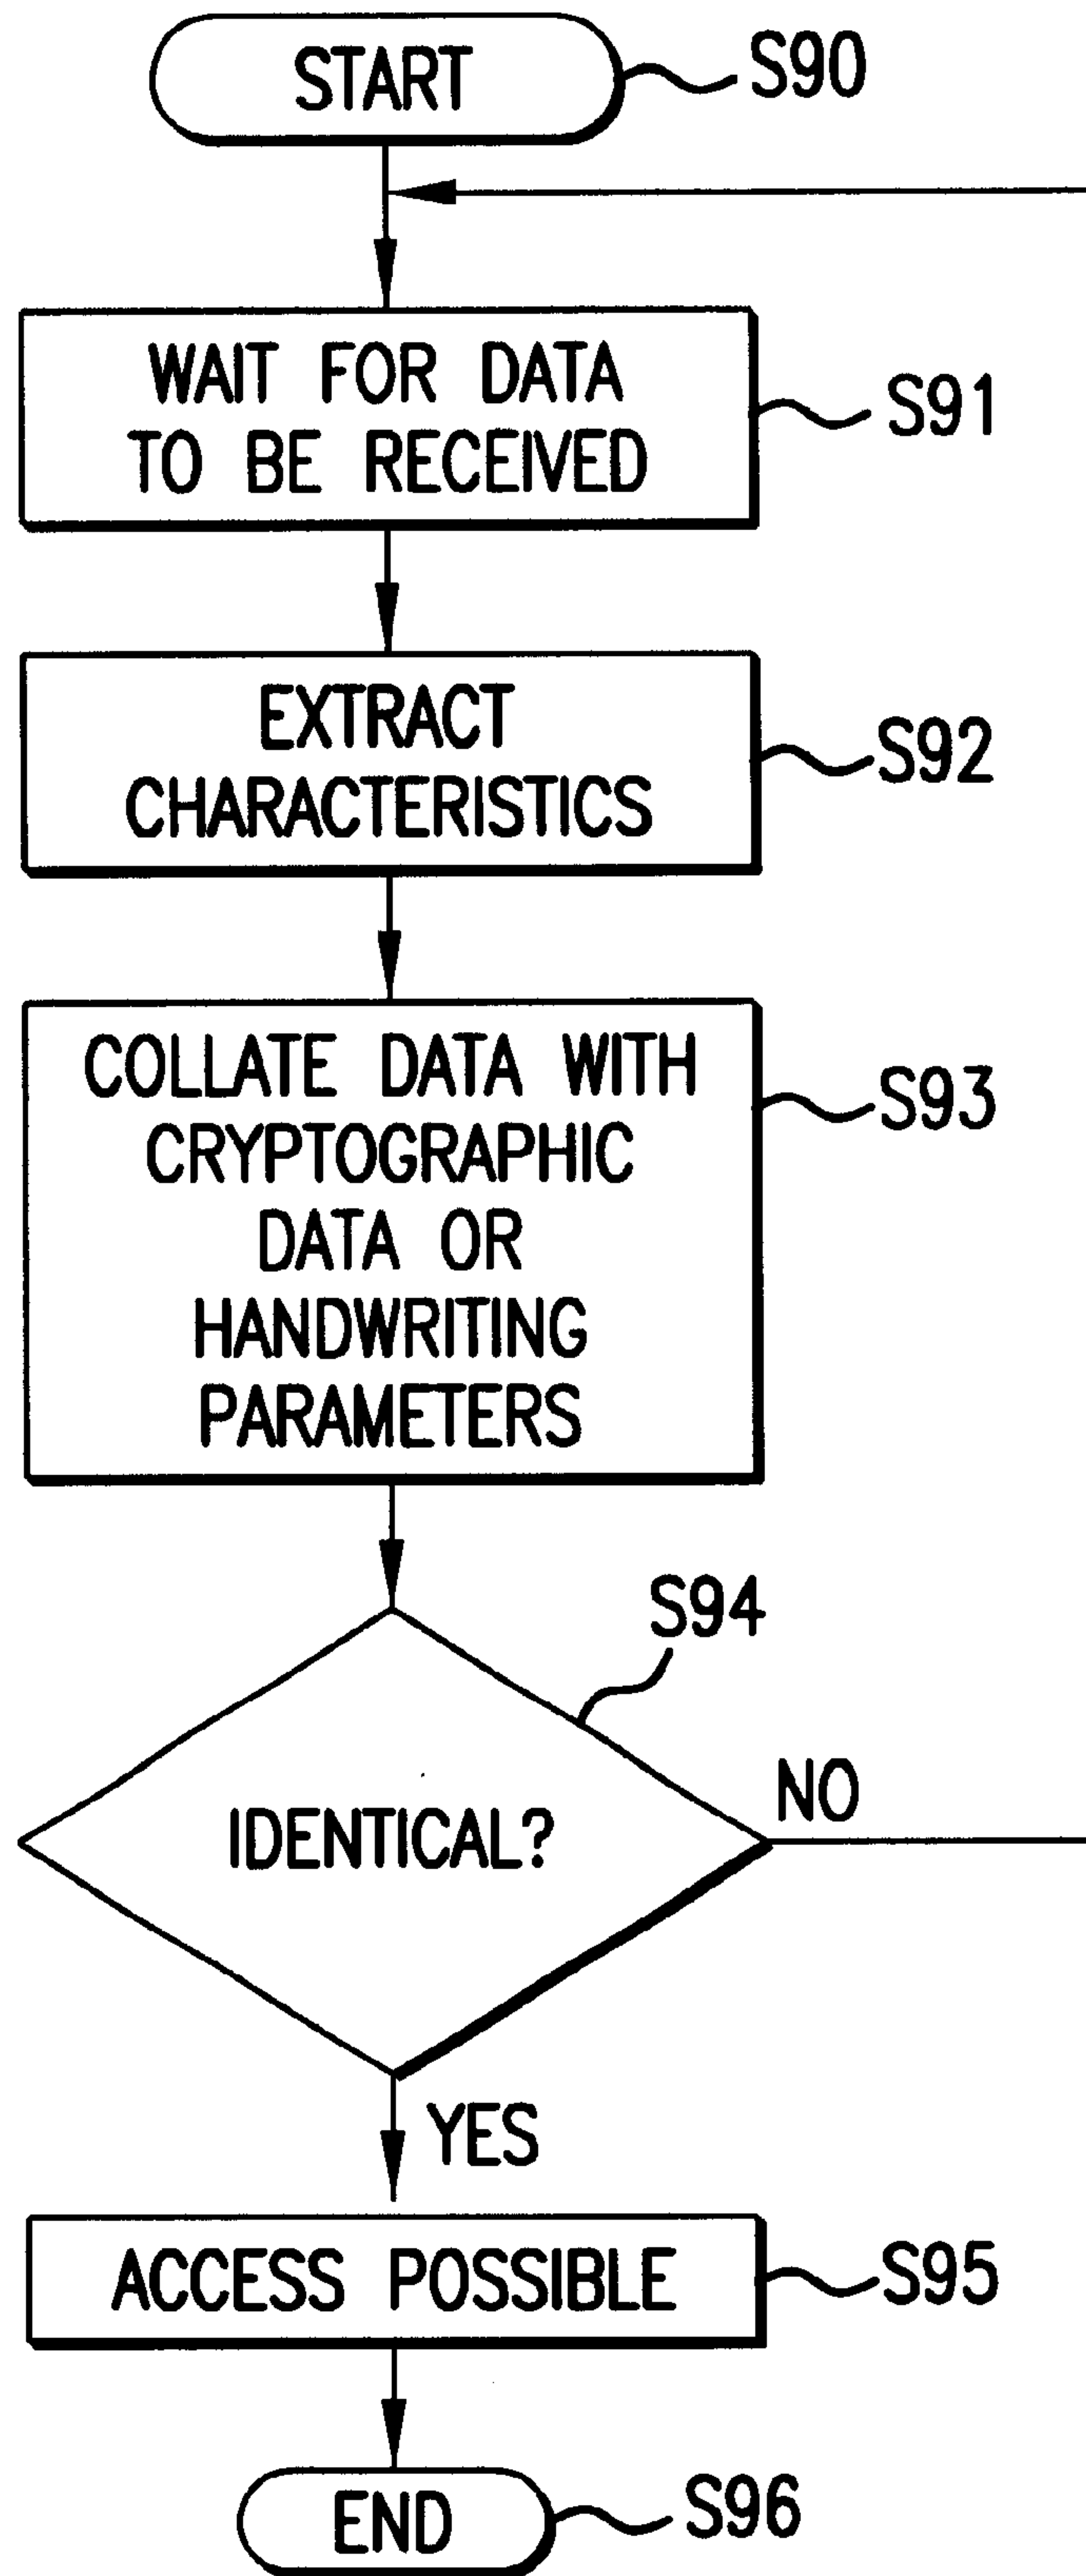 START
S90
WAIT FOR DATA
TO BE RECEIVED
S91
EXTRACT
CHARACTERISTICS
S92
COLLATE DATA WITH
CRYPTOGRAPHIC
DATA OR
HANDWRITING
PARAMETERS
S93
S94
IDENTICAL?
NO
YES
ACCESS POSSIBLE
S95
END
S96